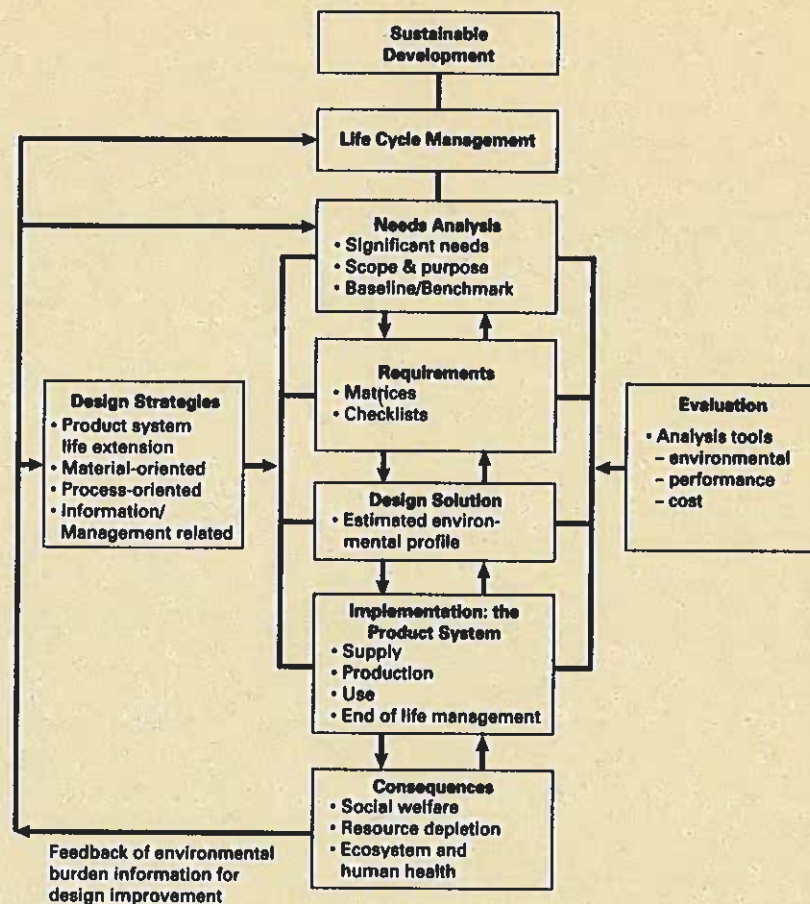 Sustainable
Development
Life Cycle Management
Needs Analysis
• Significant needs
• Scope & purpose
• Baseline/Benchmark
Requirements
• Matrices
• Checklists
Design Strategies
• Product system
life extension
• Material-oriented
• Process-oriented
• Information/
Management related
Evaluation
• Analysis tools
– environmental
– performance
– cost
Design Solution
• Estimated environ-
mental profile
Implementation: the
Product System
• Supply
• Production
• Use
• End of life management
Consequences
• Social welfare
• Resource depletion
• Ecosystem and
human health
Feedback of environmental
burden information for
design improvement